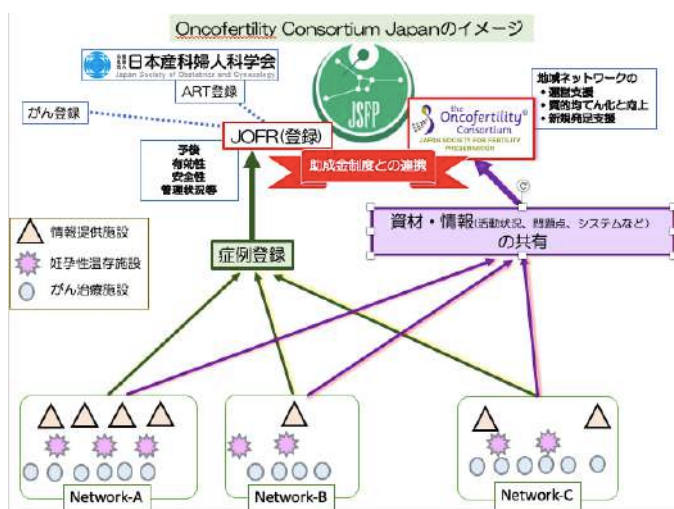 Oncofertility Consortium Japanのイメージ
公益社団法人
日本産科婦人科学会
Japan Society of Obstetrics and Gynecology
ART登録
がん登録
JSFP
JOFR(登録)
the
Oncofertility®
Consortium
JAPAN SOCIETY FOR FERTILITY
PRESERVATION
地域ネットワークの
・運営支援
・質的均てん化と向上
・新規発足支援
予後
有効性
安全性
管理状況等
助成金制度との連携
資材・情報(活動状況、問題点、システムなど)
の共有
症例登録
情報提供施設
妊孕性温存施設
がん治療施設
Network-A
Network-B
Network-C